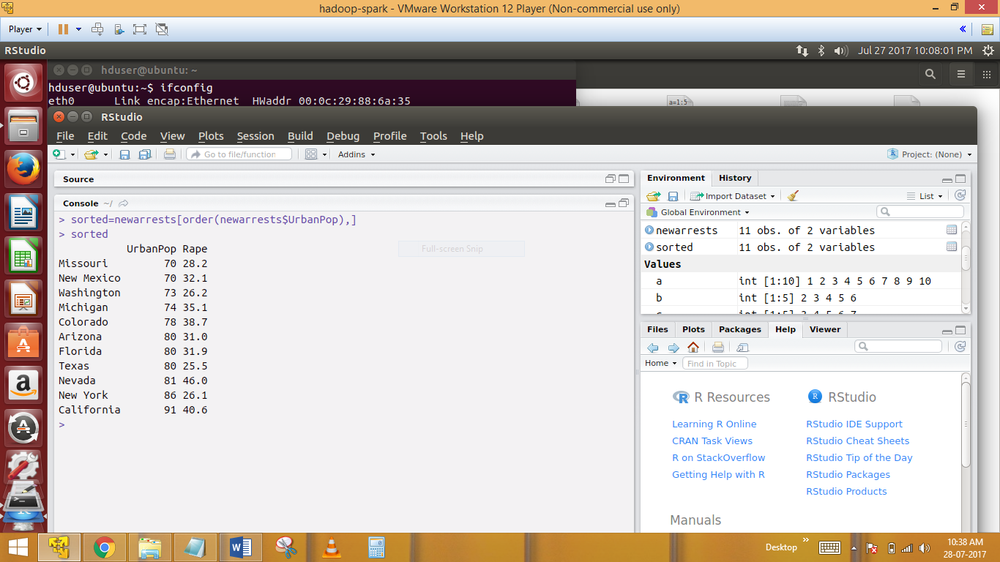 hadoop-spark - VMware Workstation 12 Player (Non-commercial use only)
Player
RStudio
Jul 27 2017 10:08:01 PM
hduser@ubuntu: ~
hduser@ubuntu:~$ ifconfig
eth0      Link encap:Ethernet  HWaddr 00:0c:29:88:6a:35
a=1:5
RStudio
File Edit Code View Plots Session Build Debug Profile Tools Help
Go to file/function
Addins
Project: (None)
Source
Console ~/
> sorted=newarrests[order(newarrests$UrbanPop),]
> sorted
           UrbanPop Rape
Missouri         70 28.2
New Mexico       70 32.1
Washington       73 26.2
Michigan         74 35.1
Colorado         78 38.7
Arizona          80 31.0
Florida          80 31.9
Texas            80 25.5
Nevada           81 46.0
New York         86 26.1
California       91 40.6
>
Full-screen Snip
Environment History
Import Dataset
List
Global Environment
newarrests 11 obs. of 2 variables
sorted 11 obs. of 2 variables
Values
a int [1:10] 1 2 3 4 5 6 7 8 9 10
b int [1:5] 2 3 4 5 6
c int [1:5] 3 4 5 6 7
Files Plots Packages Help Viewer
Home
Find in Topic
R Resources
Learning R Online
CRAN Task Views
R on StackOverflow
Getting Help with R
RStudio
RStudio IDE Support
RStudio Cheat Sheets
RStudio Tip of the Day
RStudio Packages
RStudio Products
Manuals
Desktop
10:38 AM
28-07-2017